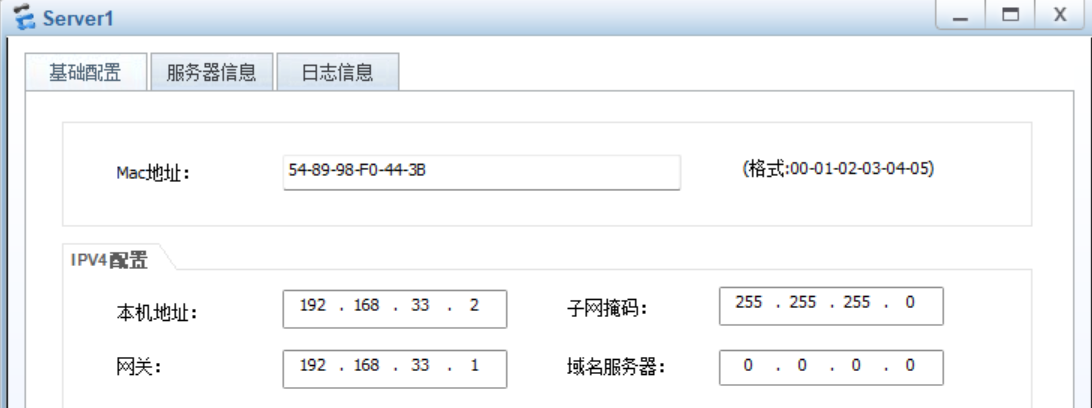 Server1
基础配置 服务器信息 日志信息
Mac地址: 54-89-98-F0-44-3B (格式:00-01-02-03-04-05)
IPV4配置
本机地址: 192 . 168 . 33 . 2 子网掩码: 255 . 255 . 255 . 0
网关: 192 . 168 . 33 . 1 域名服务器: 0 . 0 . 0 . 0